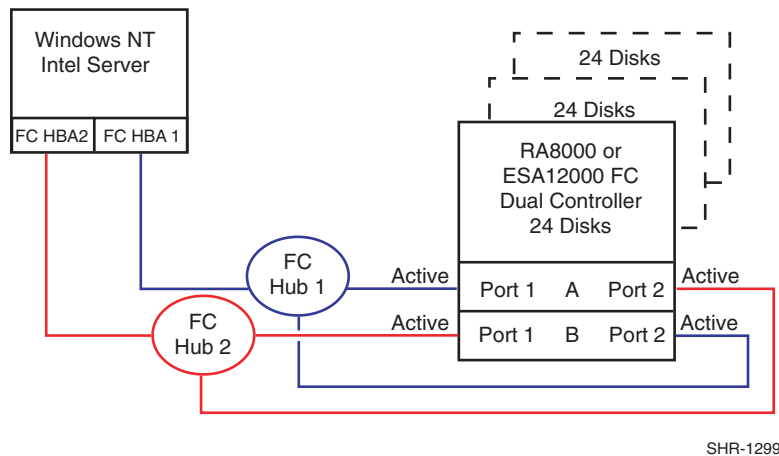 Windows NT
Intel Server
FC HBA2
FC HBA 1
24 Disks
24 Disks
RA8000 or
ESA12000 FC
Dual Controller
24 Disks
FC
Hub 1
Active
Port 1 A Port 2
Active
FC
Hub 2
Active
Port 1 B Port 2
Active
SHR-1299